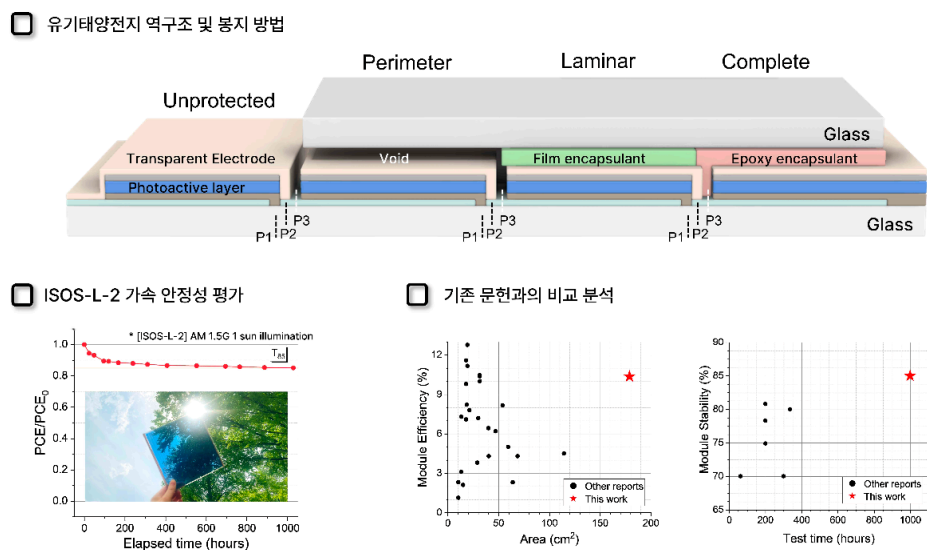 유기태양전지 역구조 및 봉지 방법
Unprotected
Perimeter
Laminar
Complete
Glass
Transparent Electrode
Void
Film encapsulant
Epoxy encapsulant
Photoactive layer
Glass
P1 P2 P3
P1 P2 P3
P1 P2 P3
ISOS-L-2 가속 안정성 평가
* [ISOS-L-2] AM 1.5G 1 sun illumination
T85
PCE/PCE0
1.0
0.8
0.6
0.4
0.2
0.0
0 200 400 600 800 1000
Elapsed time (hours)
기존 문헌과의 비교 분석
Module Efficiency (%)
12
9
6
3
0
0 50 100 150 200
Area (cm2)
Other reports
This work
Module Stability (%)
90
85
80
75
70
65
0 200 400 600 800 1000
Test time (hours)
Other reports
This work